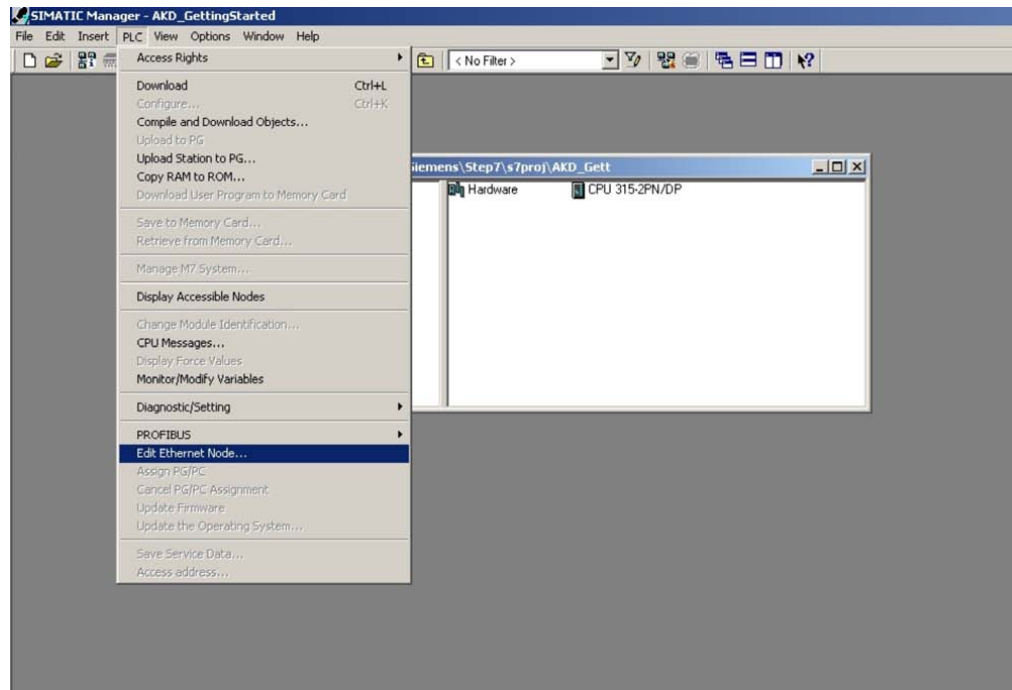 SIMATIC Manager - AKD_GettingStarted
File Edit Insert PLC View Options Window Help
< No Filter >
Access Rights
Download Ctrl+L
Configure... Ctrl+K
Compile and Download Objects...
Upload to PG
Upload Station to PG...
Copy RAM to ROM...
Download User Program to Memory Card
Save to Memory Card...
Retrieve from Memory Card...
Manage M7 System...
Display Accessible Nodes
Change Module Identification...
CPU Messages...
Display Force Values
Monitor/Modify Variables
Diagnostic/Setting
PROFIBUS
Edit Ethernet Node...
Assign PG/PC
Cancel PG/PC Assignment
Update Firmware
Update the Operating System...
Save Service Data...
Access address...
iemens\Step7\s7proj\AKD_Gett
Hardware CPU 315-2PN/DP